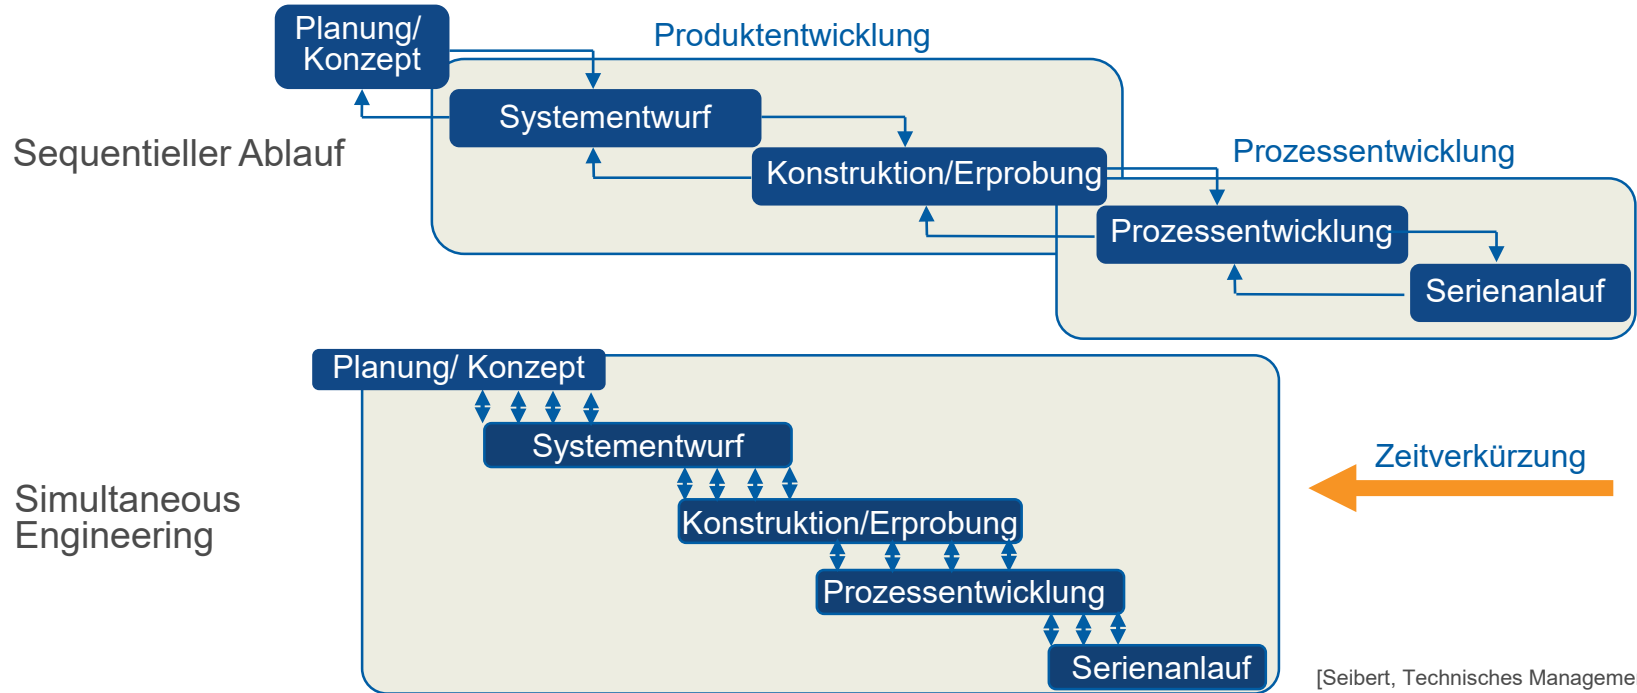 Planung/
Konzept
Produktentwicklung
Systementwurf
Sequentieller Ablauf
Konstruktion/Erprobung
Prozessentwicklung
Prozessentwicklung
Serienanlauf
Planung/ Konzept
Systementwurf
Zeitverkürzung
Simultaneous
Engineering
Konstruktion/Erprobung
Prozessentwicklung
Serienanlauf
[Seibert, Technisches Manageme